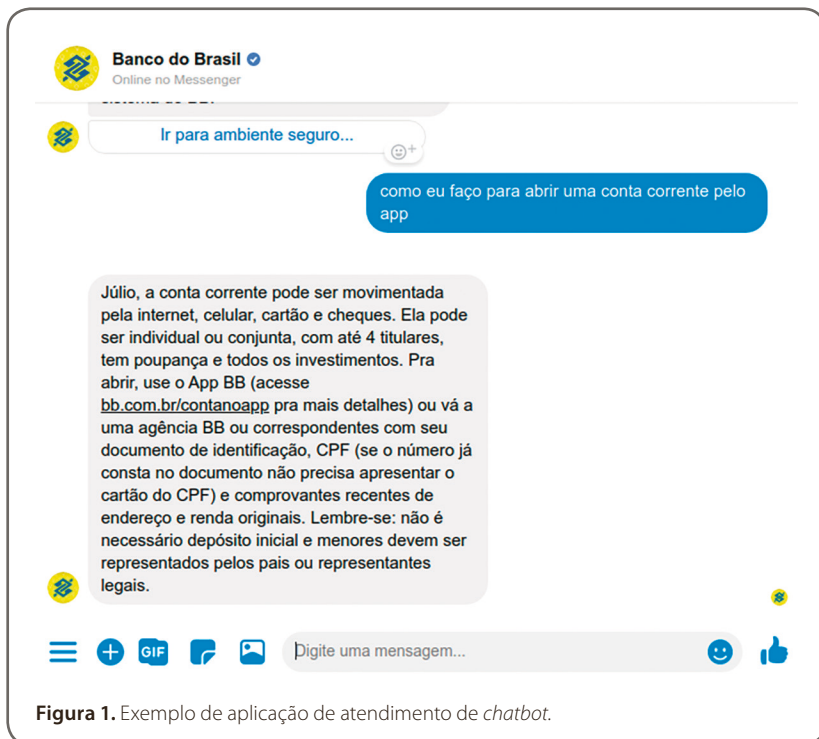 Banco do Brasil
Online no Messenger
Ir para ambiente seguro...
como eu faço para abrir uma conta corrente pelo
app
Júlio, a conta corrente pode ser movimentada
pela internet, celular, cartão e cheques. Ela pode
ser individual ou conjunta, com até 4 titulares,
tem poupança e todos os investimentos. Pra
abrir, use o App BB (acesse
bb.com.br/contanoapp pra mais detalhes) ou vá a
uma agência BB ou correspondentes com seu
documento de identificação, CPF (se o número já
consta no documento não precisa apresentar o
cartão do CPF) e comprovantes recentes de
endereço e renda originais. Lembre-se: não é
necessário depósito inicial e menores devem ser
representados pelos pais ou representantes
legais.
GIF
Digite uma mensagem...
Figura 1. Exemplo de aplicação de atendimento de chatbot.